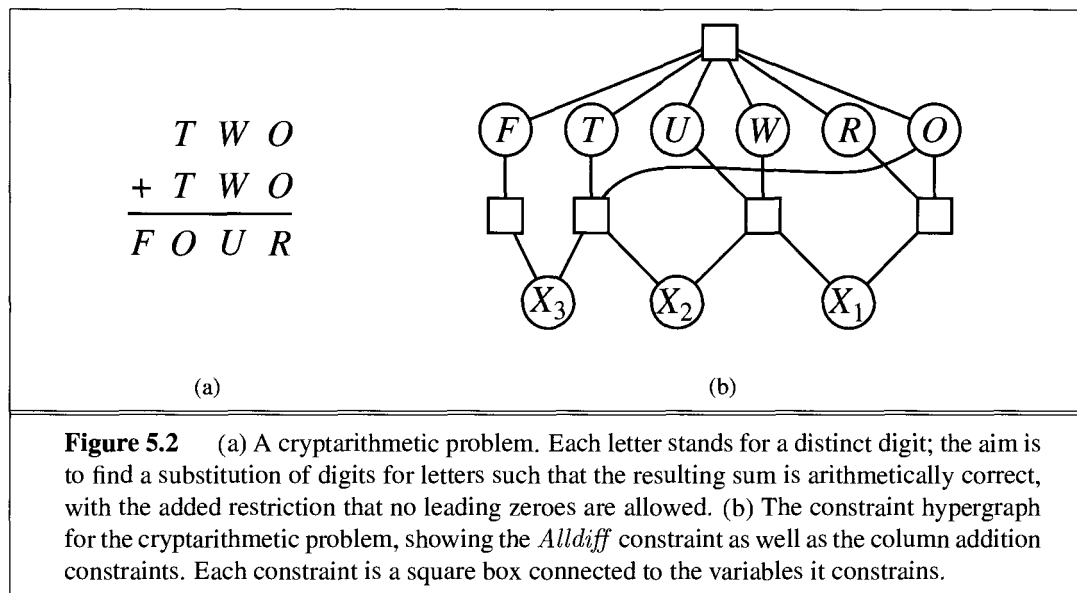 T W O
+ T W O
F O U R
(a)
F T U W R O
X3 X2 X1
(b)
Figure 5.2 (a) A cryptarithmetic problem. Each letter stands for a distinct digit; the aim is
to find a substitution of digits for letters such that the resulting sum is arithmetically correct,
with the added restriction that no leading zeroes are allowed. (b) The constraint hypergraph
for the cryptarithmetic problem, showing the Alldiff constraint as well as the column addition
constraints. Each constraint is a square box connected to the variables it constrains.